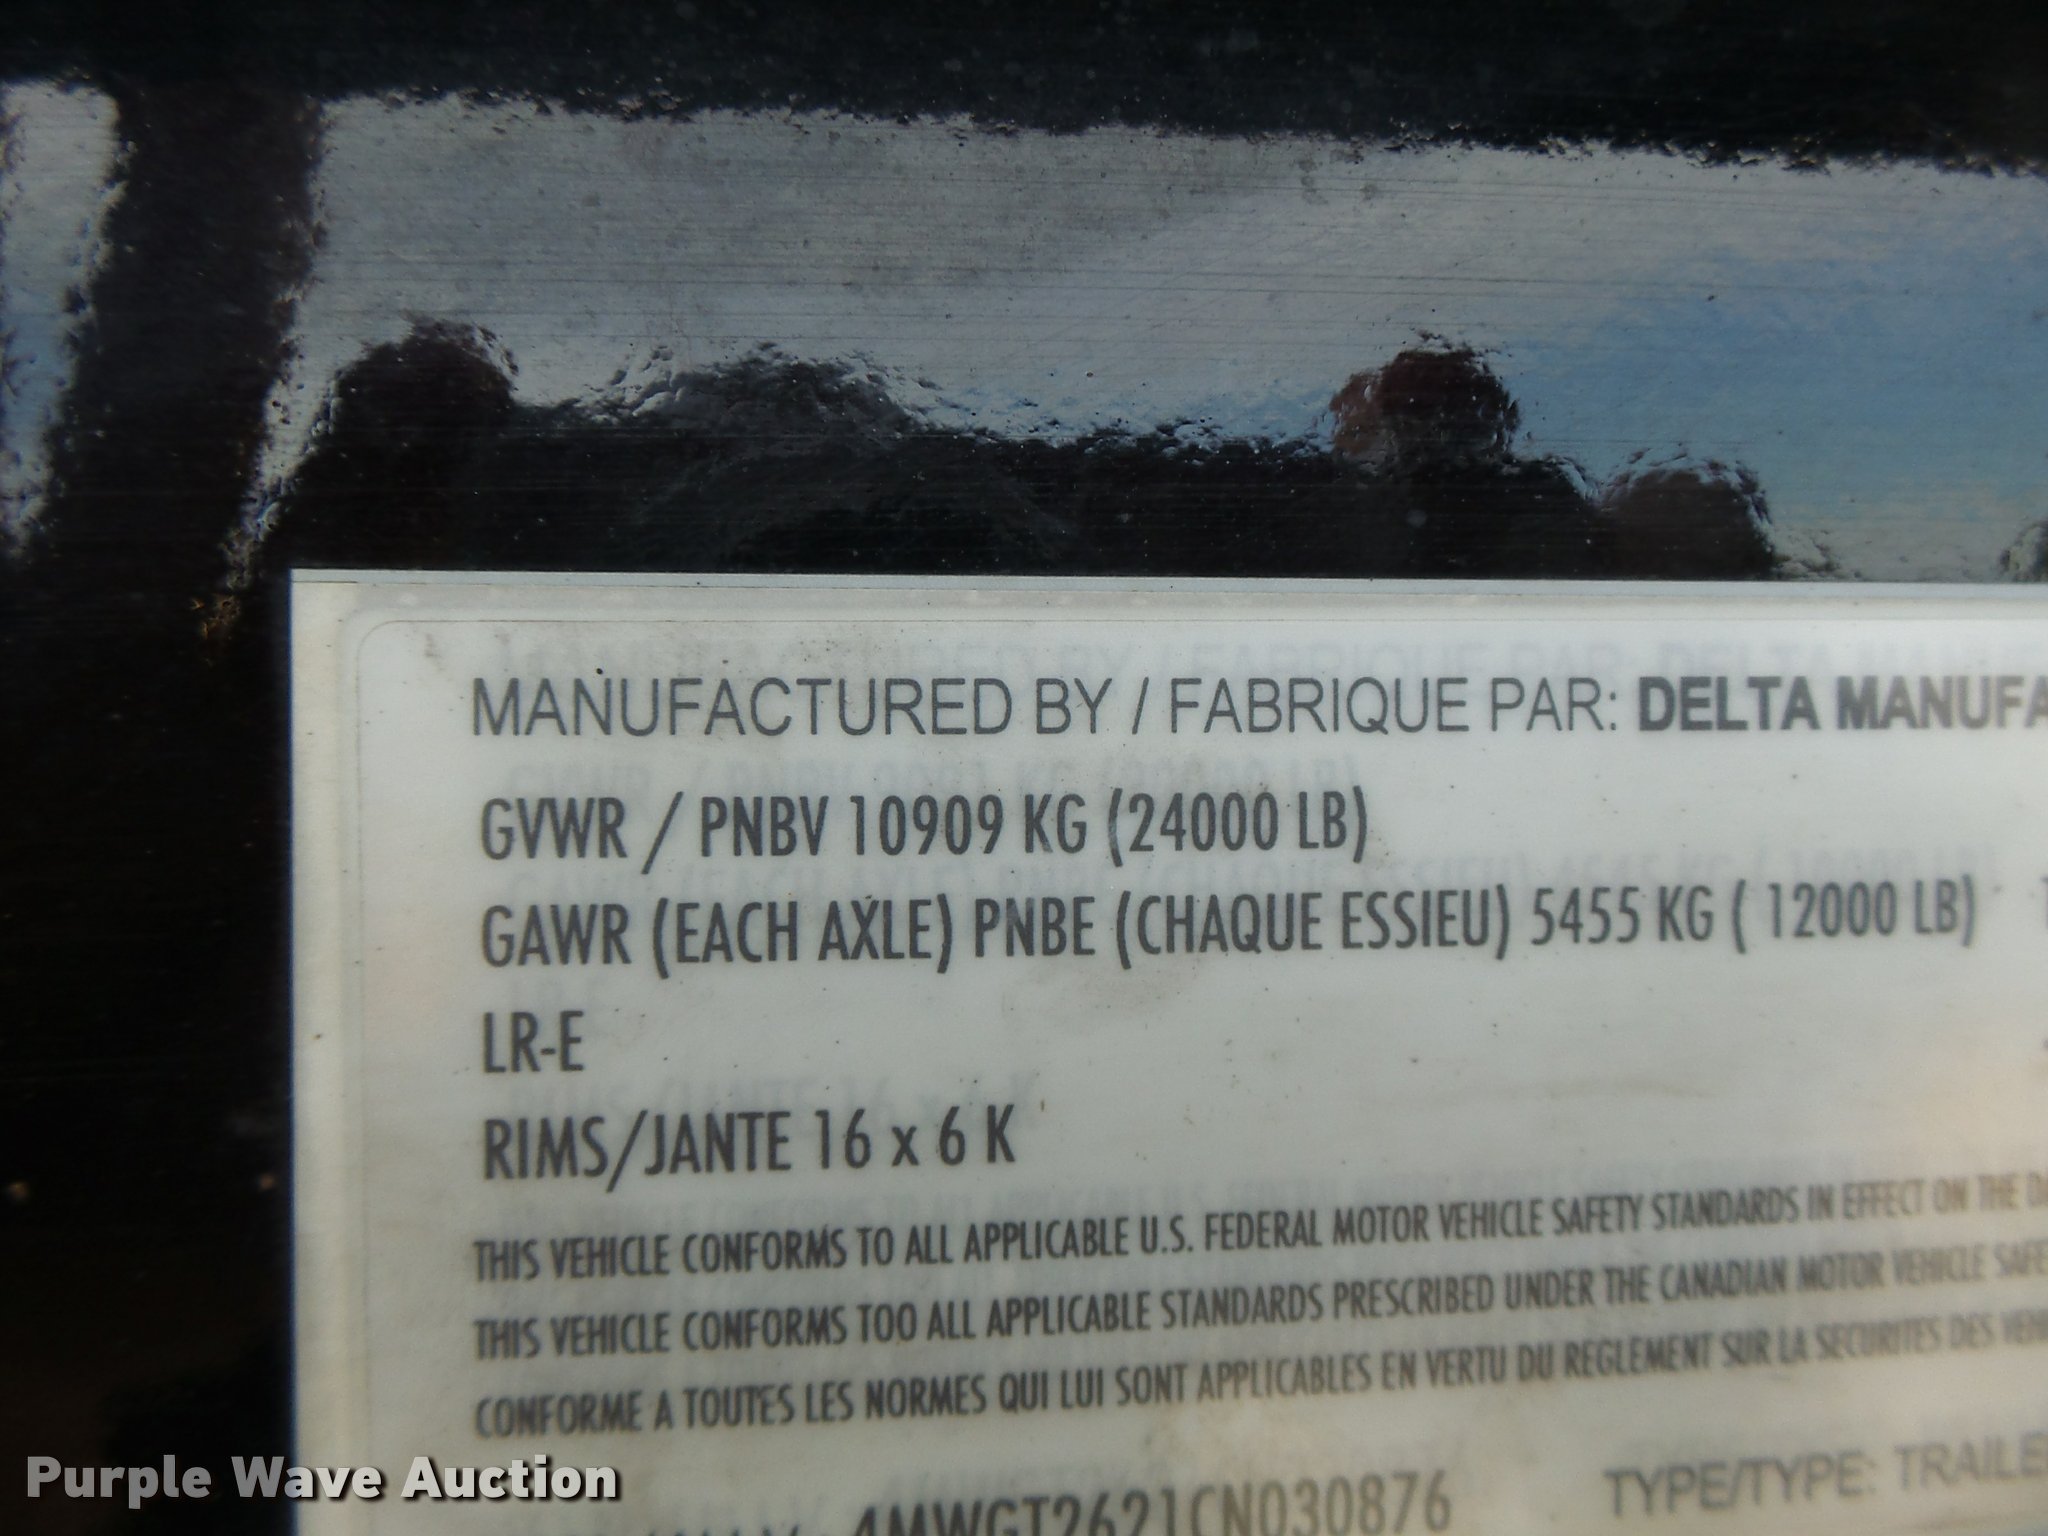 MANUFACTURED BY / FABRIQUE PAR: DELTA MANUFA
GVWR / PNBV 10909 KG (24000 LB)
GAWR (EACH AXLE) PNBE (CHAQUE ESSIEU) 5455 KG ( 12000 LB)
LR-E
RIMS/JANTE 16 x 6 K
THIS VEHICLE CONFORMS TO ALL APPLICABLE U.S. FEDERAL MOTOR VEHICLE SAFETY STANDARDS IN EFFECT ON THE
THIS VEHICLE CONFORMS TOO ALL APPLICABLE STANDARDS PRESCRIBED UNDER THE CANADIAN MOTOR VEHICLE SAFE
CONFORME A TOUTES LES NORMES QUI LUI SONT APPLICABLES EN VERTU DU REGLEMENT SUR LA SECURITES DES VEH
4MWGT2621CN030876 TYPE/TYPE: TRAILE
Purple Wave Auction